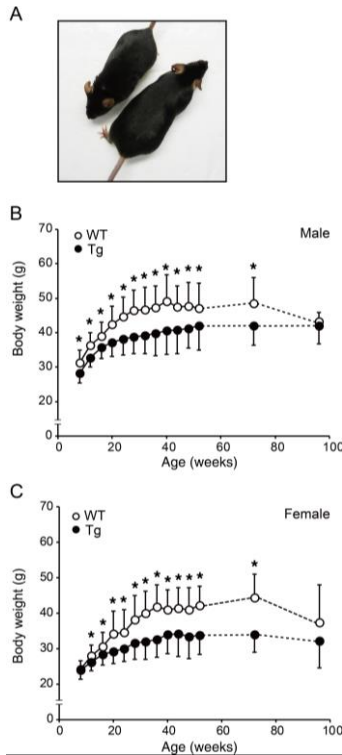 A
B
Male
WT
Tg
Body weight (g)
70
60
50
40
30
20
0
* * * * * * * * * * * * *
0 20 40 60 80 100
Age (weeks)
C
Female
WT
Tg
Body weight (g)
70
60
50
40
30
20
0
* * * * * * * * * * * *
0 20 40 60 80 100
Age (weeks)